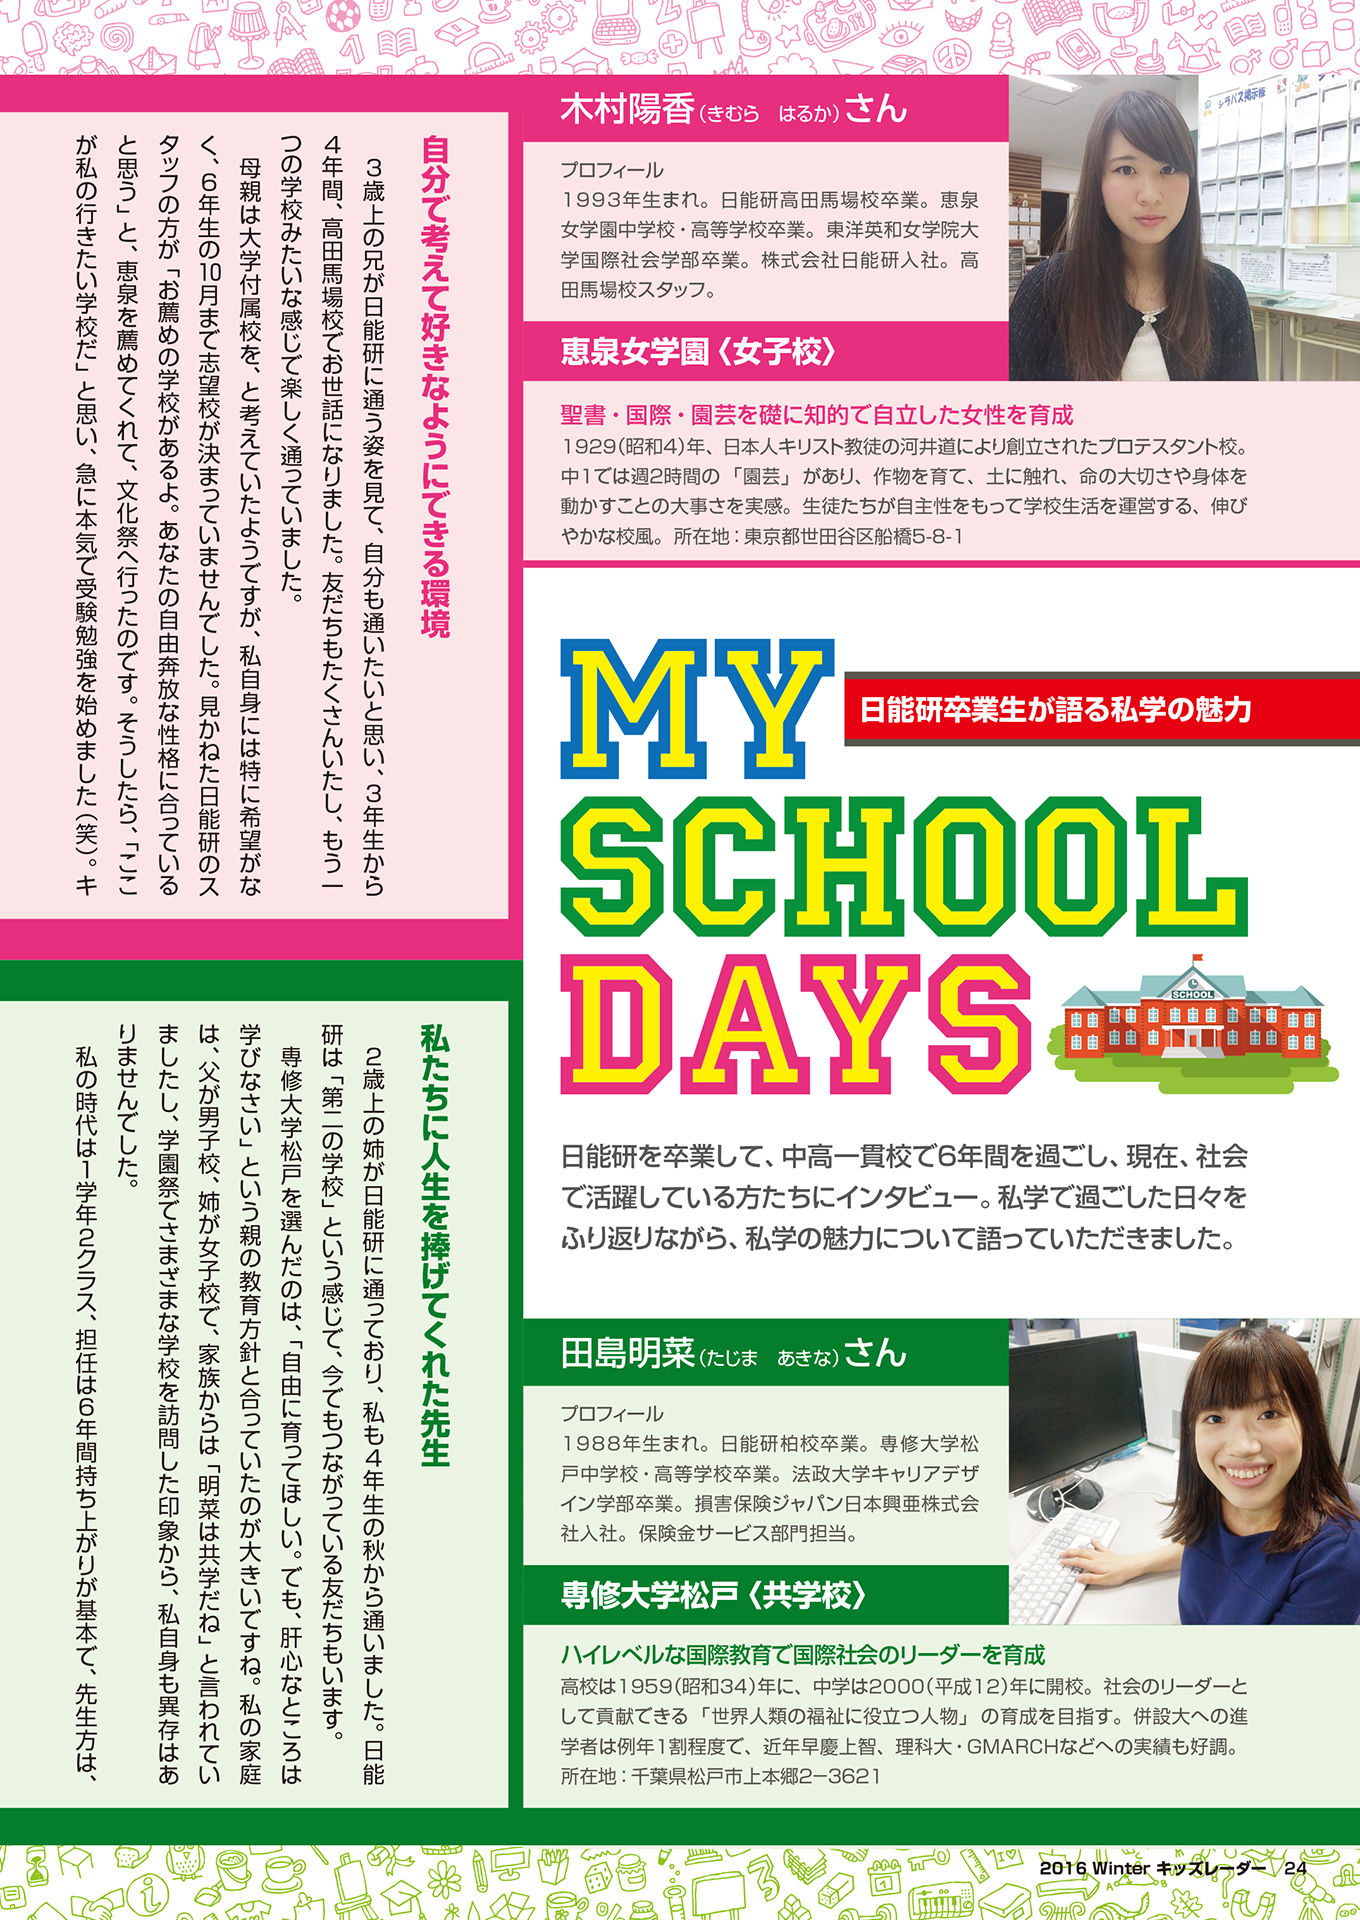 木村陽香(きむら はるか)さん
プロフィール
1993年生まれ。日能研高田馬場校卒業。恵泉
女学園中学校・高等学校卒業。東洋英和女学院大
学国際社会学部卒業。株式会社日能研入社。高
田馬場校スタッフ。
シラバス掲示板
恵泉女学園〈女子校〉
聖書・国際・園芸を礎に知的で自立した女性を育成
1929(昭和4)年、日本人キリスト教徒の河井道により創立されたプロテスタント校。
中1では週2時間の「園芸」があり、作物を育て、土に触れ、命の大切さや身体を
動かすことの大事さを実感。生徒たちが自主性をもって学校生活を運営する、伸び
やかな校風。所在地：東京都世田谷区船橋5-8-1
自分で考えて好きなようにできる環境
３歳上の兄が日能研に通う姿を見て、自分も通いたいと思い、３年生から
４年間、高田馬場校でお世話になりました。友だちもたくさんいたし、もう一
つの学校みたいな感じで楽しく通っていました。
母親は大学付属校を、と考えていたようですが、私自身には特に希望がな
く、６年生の10月まで志望校が決まっていませんでした。見かねた日能研のス
タッフの方が「お薦めの学校があるよ。あなたの自由奔放な性格に合っている
と思う」と、恵泉を薦めてくれて、文化祭へ行ったのです。そうしたら、「ここ
が私の行きたい学校だ」と思い、急に本気で受験勉強を始めました（笑）。キ
MY
SCHOOL
DAYS
日能研卒業生が語る私学の魅力
SCHOOL
日能研を卒業して、中高一貫校で6年間を過ごし、現在、社会
で活躍している方たちにインタビュー。私学で過ごした日々を
ふり返りながら、私学の魅力について語っていただきました。
田島明菜(たじま あきな)さん
プロフィール
1988年生まれ。日能研柏校卒業。専修大学松
戸中学校・高等学校卒業。法政大学キャリアデザ
イン学部卒業。損害保険ジャパン日本興亜株式会
社入社。保険金サービス部門担当。
専修大学松戸〈共学校〉
ハイレベルな国際教育で国際社会のリーダーを育成
高校は1959(昭和34)年に、中学は2000(平成12)年に開校。社会のリーダーと
して貢献できる「世界人類の福祉に役立つ人物」の育成を目指す。併設大への進
学者は例年1割程度で、近年早慶上智、理科大・GMARCHなどへの実績も好調。
所在地：千葉県松戸市上本郷2−3621
私たちに人生を捧げてくれた先生
２歳上の姉が日能研に通っており、私も４年生の秋から通いました。日能
研は「第二の学校」という感じで、今でもつながっている友だちもいます。
専修大学松戸を選んだのは、「自由に育ってほしい。でも、肝心なところは
学びなさい」という親の教育方針と合っていたのが大きいですね。私の家庭
は、父が男子校、姉が女子校で、家族からは「明菜は共学だね」と言われてい
ましたし、学園祭でさまざまな学校を訪問した印象から、私自身も異存はあ
りませんでした。
私の時代は１学年２クラス、担任は６年間持ち上がりが基本で、先生方は、
2016 Winter キッズレーダー 24